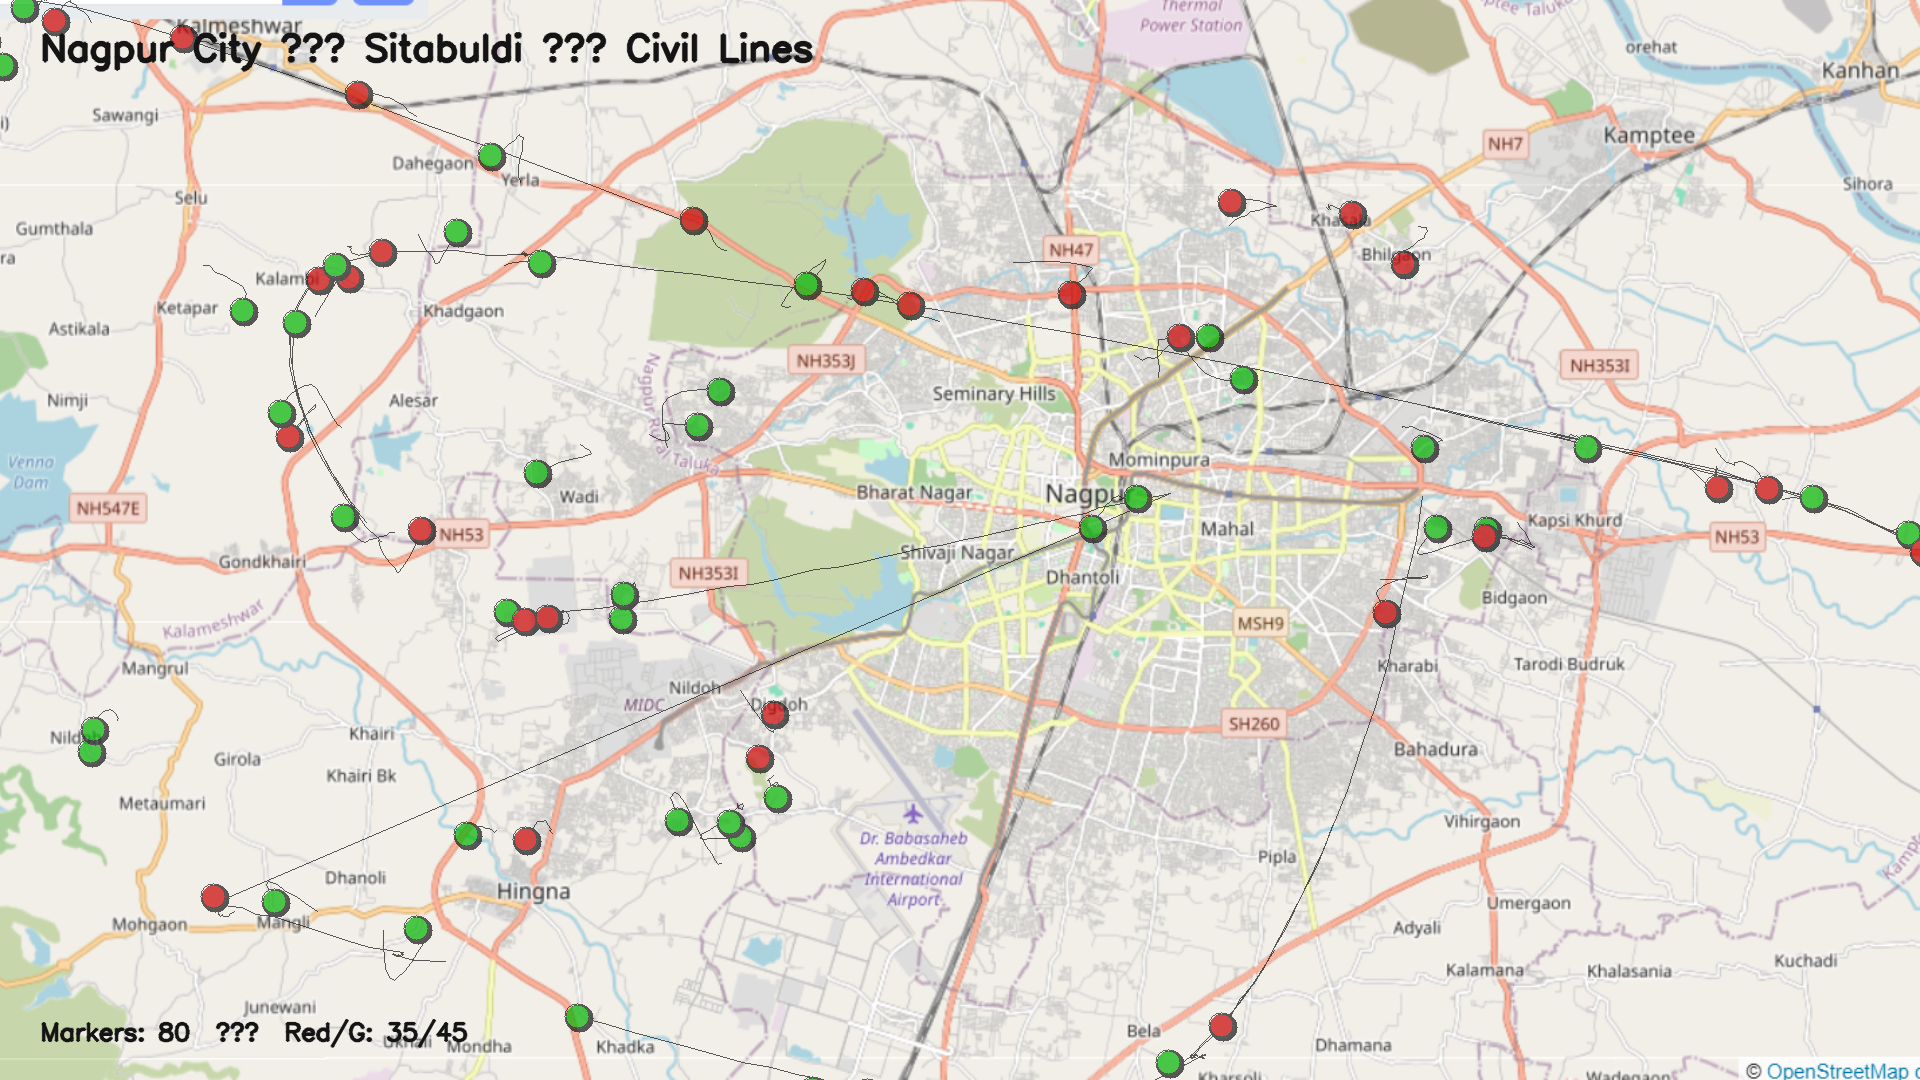 Kalmeshwar
Thermal
Power Station
ptee Taluka
orehat
Nagpur City ??? Sitabuldi ??? Civil Lines
Kanhan
Sawangi
Kamptee
NH7
Dahegaon
Yerla
Sihora
Selu
Khasala
Gumthala
NH47
Bhilgaon
ra
Kalambi
Ketapar
Khadgaon
Astikala
NH353J
NH353I
Nagpur Rural Taluka
Seminary Hills
Nimji
Alesar
Mominpura
Venna
Dam
Wadi
Bharat Nagar
Nagpu
NH547E
Mahal
Kapsi Khurd
NH53
NH53
Shivaji Nagar
Gondkhairi
NH353I
Dhantoli
Bidgaon
Kalameshwar
MSH9
Mangrul
Kharabi
Tarodi Budruk
Nildoh
MIDC
Digdoh
SH260
Khairi
Bahadura
Girola
Khairi Bk
Metaumari
Vihirgaon
Dr. Babasaheb
Ambedkar
International
Airport
Pipla
Dhanoli
Hingna
Umergaon
Mohgaon
Mangli
Adyali
Kuchadi
Kalamana
Khalasania
Junewani
Markers: 80 ??? Red/G: 35/45
Mondha
Khadka
Bela
Dhamana
Kharsoli
Wadegaon
© OpenStreetMap c